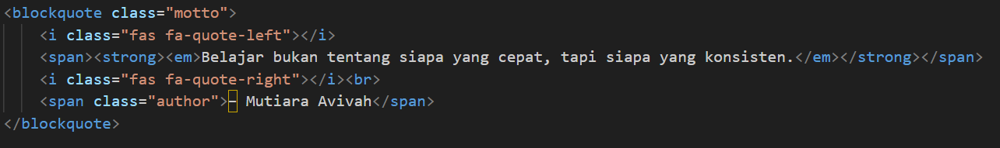 <blockquote class="motto">
<i class="fas fa-quote-left"></i>
<span><strong><em>Belajar bukan tentang siapa yang cepat, tapi siapa yang konsisten.</em></strong></span>
<i class="fas fa-quote-right"></i><br>
<span class="author">– Mutiara Avivah</span>
</blockquote>